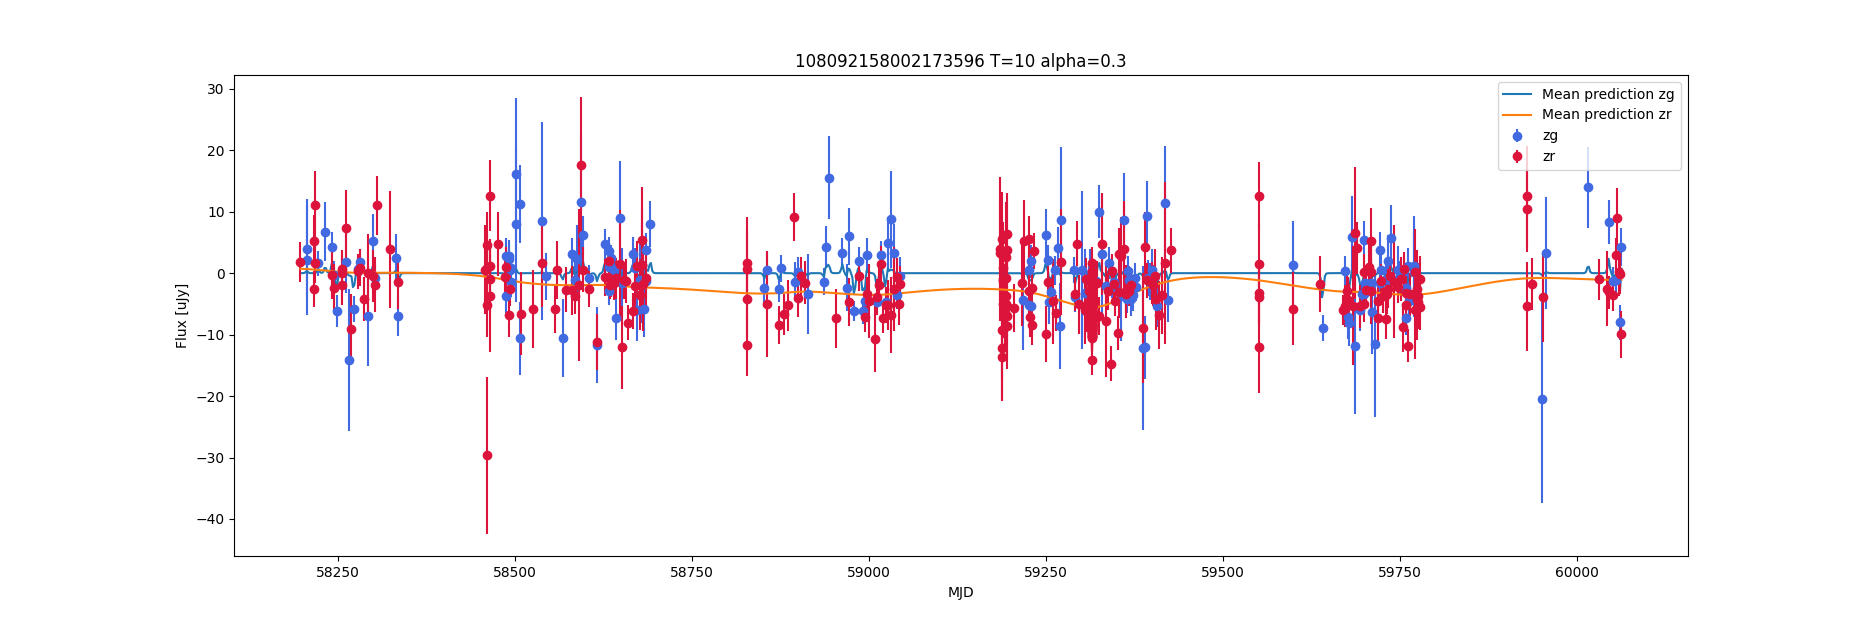 108092158002173596 T=10 alpha=0.3
Mean prediction zg
Mean prediction zr
zg
zr
Flux [uJy]
30
20
10
0
−10
−20
−30
−40
58250
58500
58750
59000
59250
59500
59750
60000
MJD